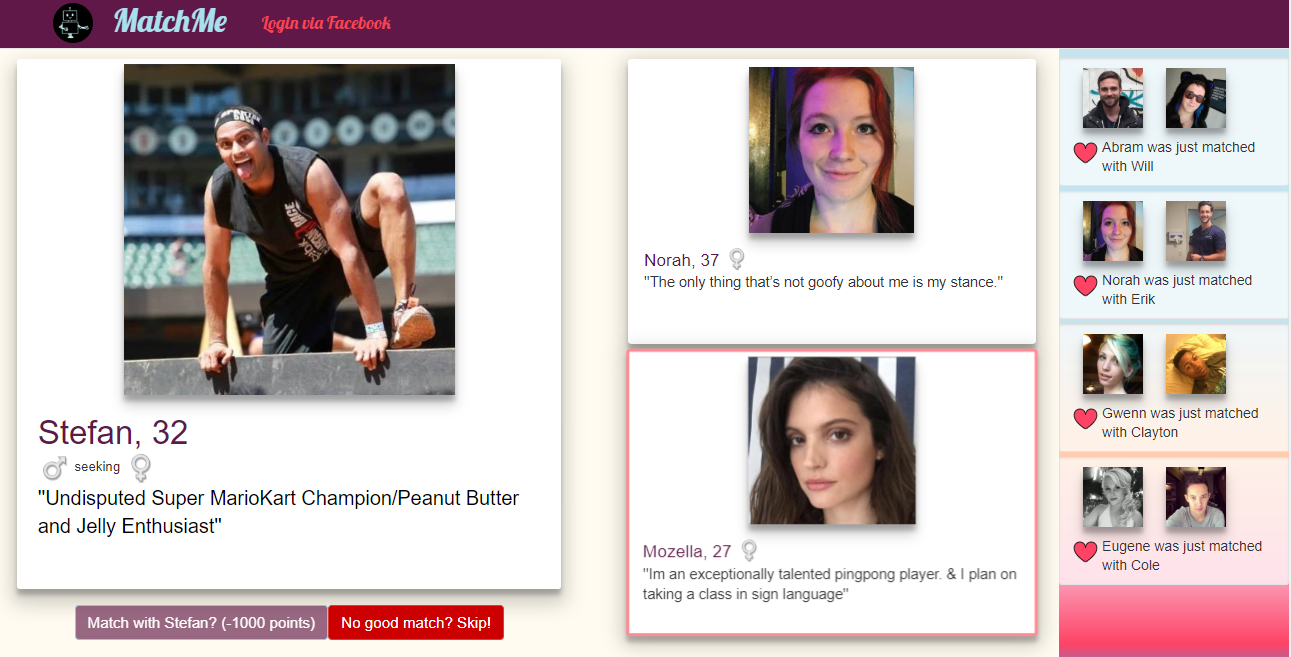 MatchMe
Login via Facebook
Stefan, 32
seeking
"Undisputed Super MarioKart Champion/Peanut Butter
and Jelly Enthusiast"
Match with Stefan? (-1000 points)
No good match? Skip!
Norah, 37
"The only thing that's not goofy about me is my stance."
Mozella, 27
"Im an exceptionally talented pingpong player. & I plan on
taking a class in sign language"
Abram was just matched
with Will
Norah was just matched
with Erik
Gwenn was just matched
with Clayton
Eugene was just matched
with Cole